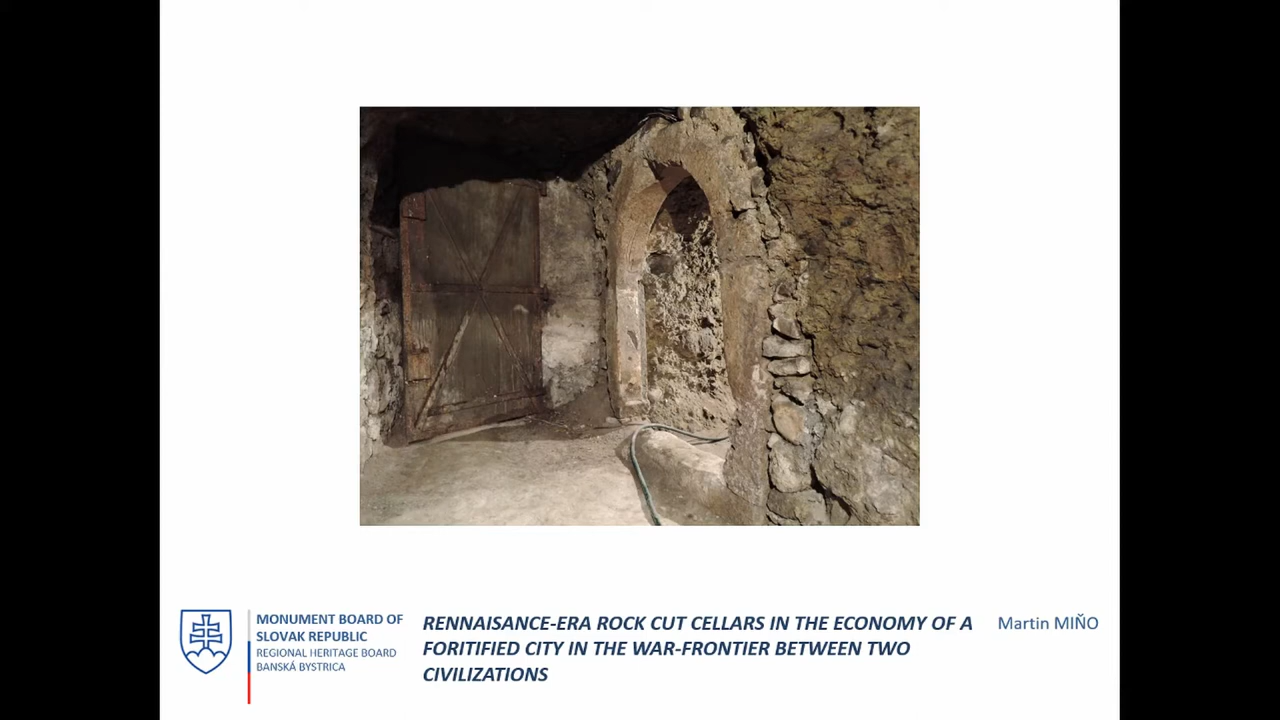 MONUMENT BOARD OF
SLOVAK REPUBLIC
REGIONAL HERITAGE BOARD
BANSKÁ BYSTRICA
RENNAISANCE-ERA ROCK CUT CELLARS IN THE ECONOMY OF A
FORITIFIED CITY IN THE WAR-FRONTIER BETWEEN TWO
CIVILIZATIONS
Martin MIŇO